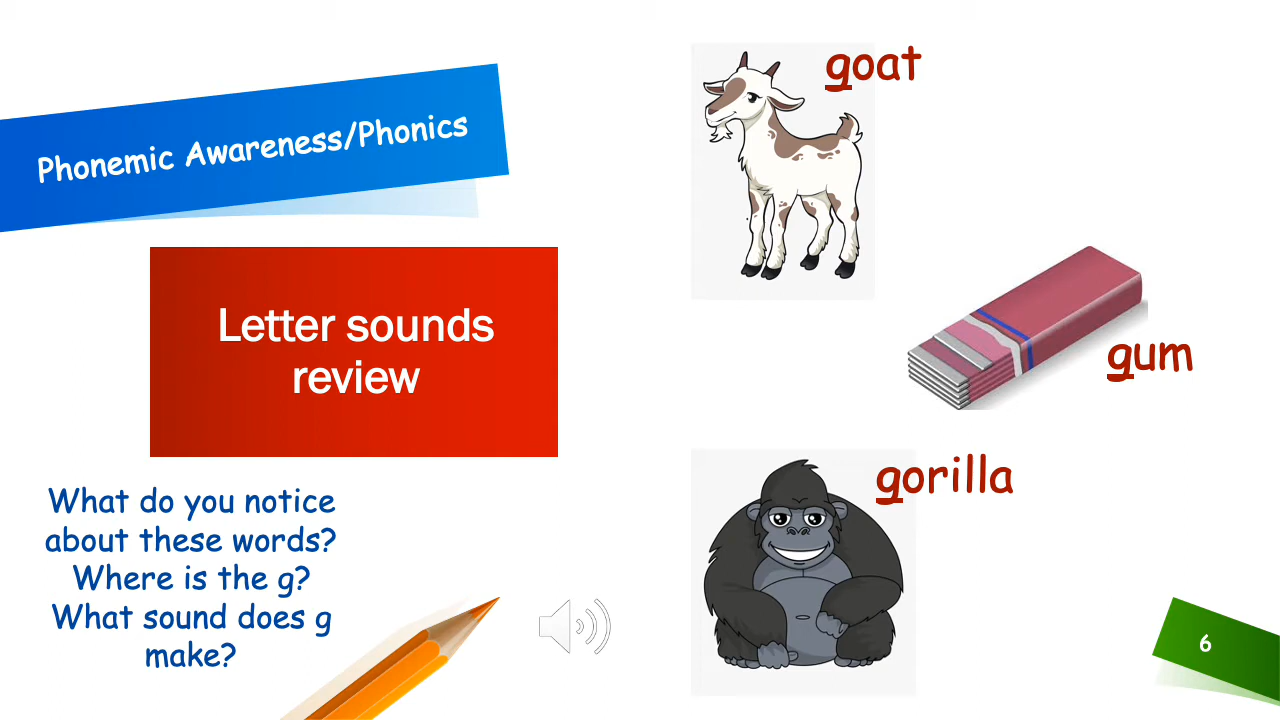 Phonemic Awareness/Phonics
Letter sounds
review
What do you notice
about these words?
Where is the g?
What sound does g
make?
goat
gum
gorilla
6